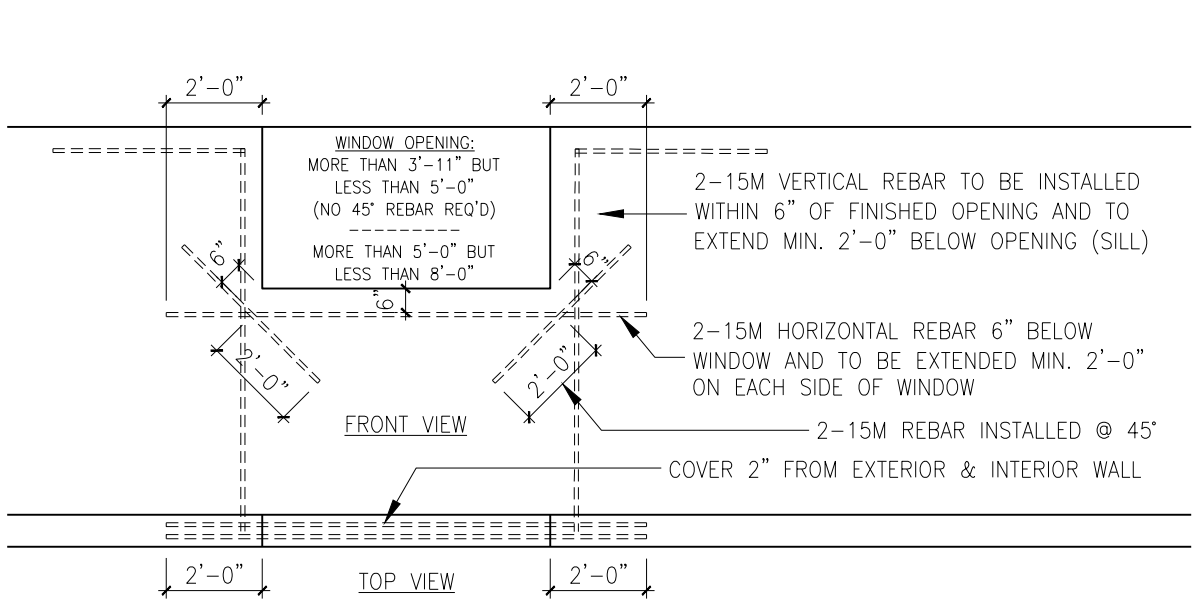 2'-0"
2'-0"
WINDOW OPENING:
MORE THAN 3'-11" BUT
LESS THAN 5'-0"
(NO 45° REBAR REQ'D)
----------
MORE THAN 5'-0" BUT
LESS THAN 8'-0"
2-15M VERTICAL REBAR TO BE INSTALLED
WITHIN 6" OF FINISHED OPENING AND TO
EXTEND MIN. 2'-0" BELOW OPENING (SILL)
6"
6"
6"
2-15M HORIZONTAL REBAR 6" BELOW
WINDOW AND TO BE EXTENDED MIN. 2'-0"
ON EACH SIDE OF WINDOW
2'-0"
2'-0"
FRONT VIEW
2-15M REBAR INSTALLED @ 45°
COVER 2" FROM EXTERIOR & INTERIOR WALL
2'-0"
TOP VIEW
2'-0"